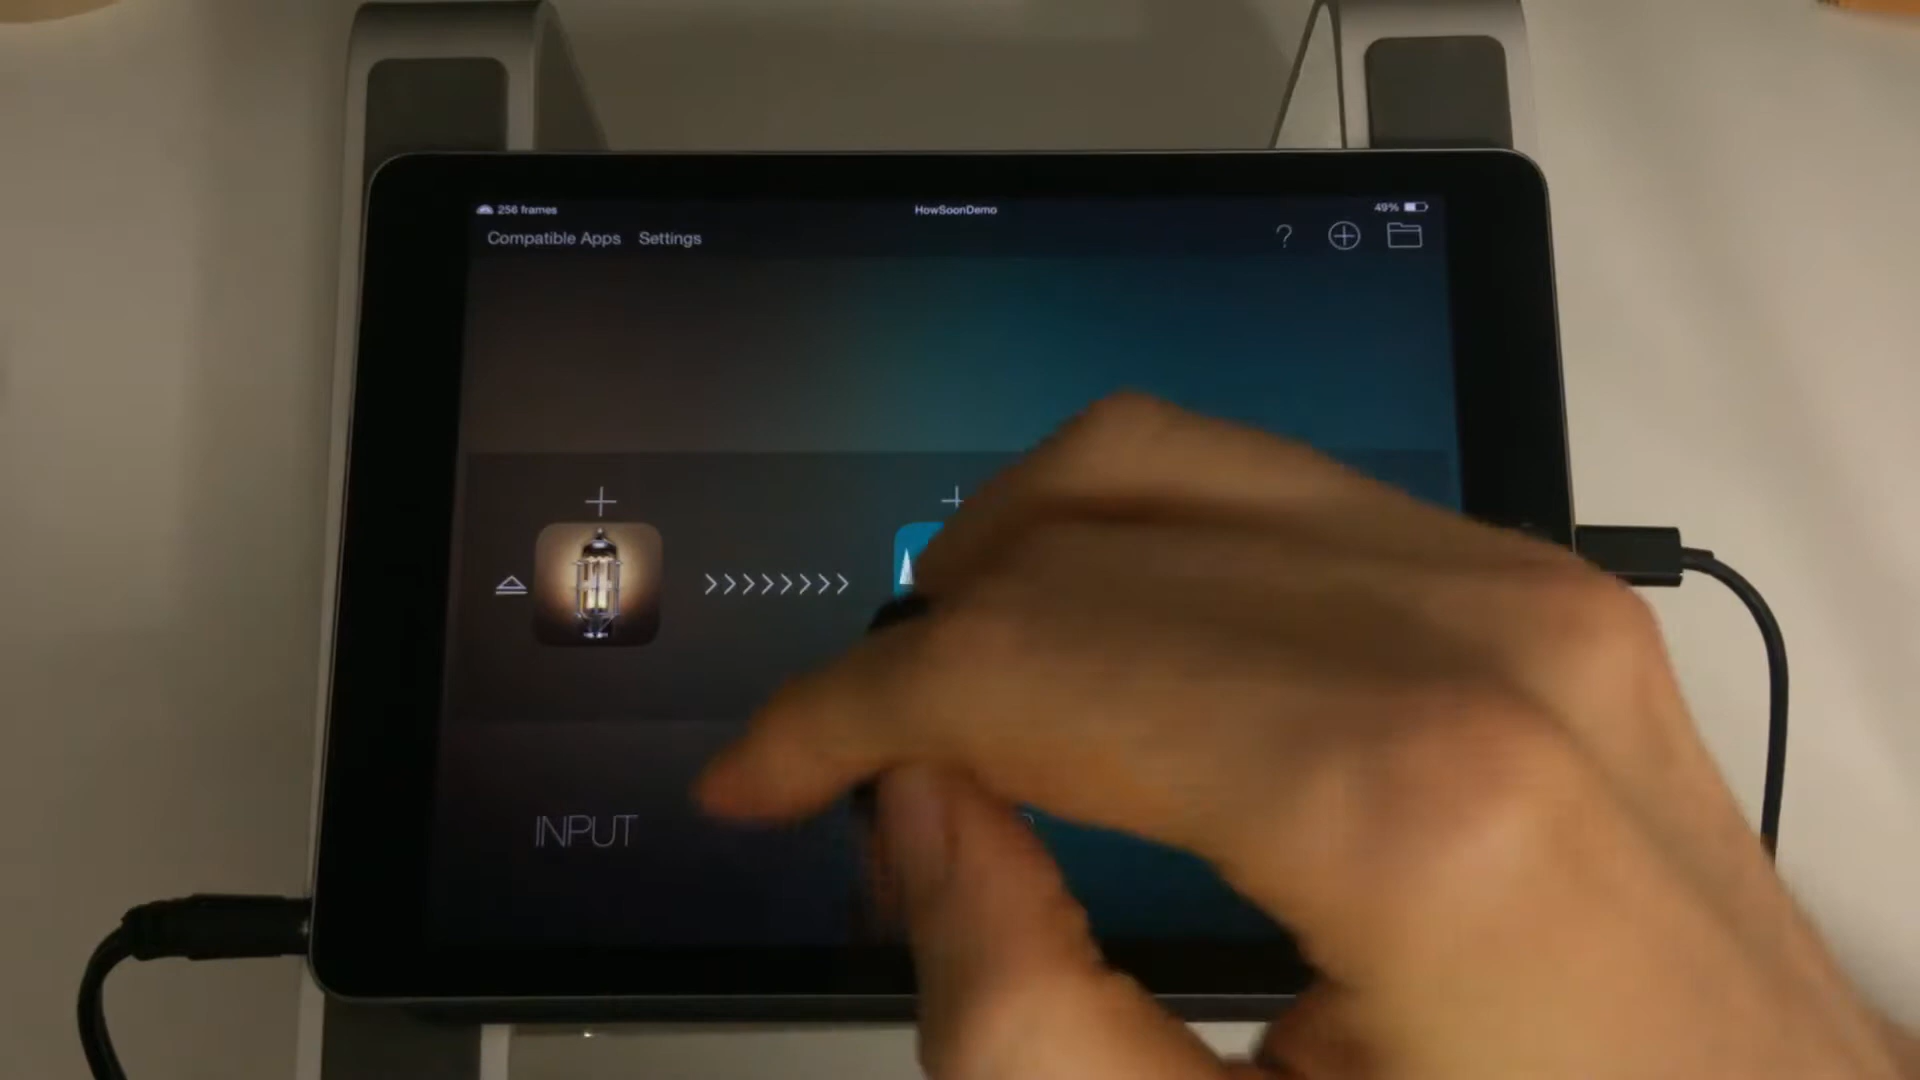 256 frames
HowSoonDemo
49%
Compatible Apps
Settings
?
INPUT